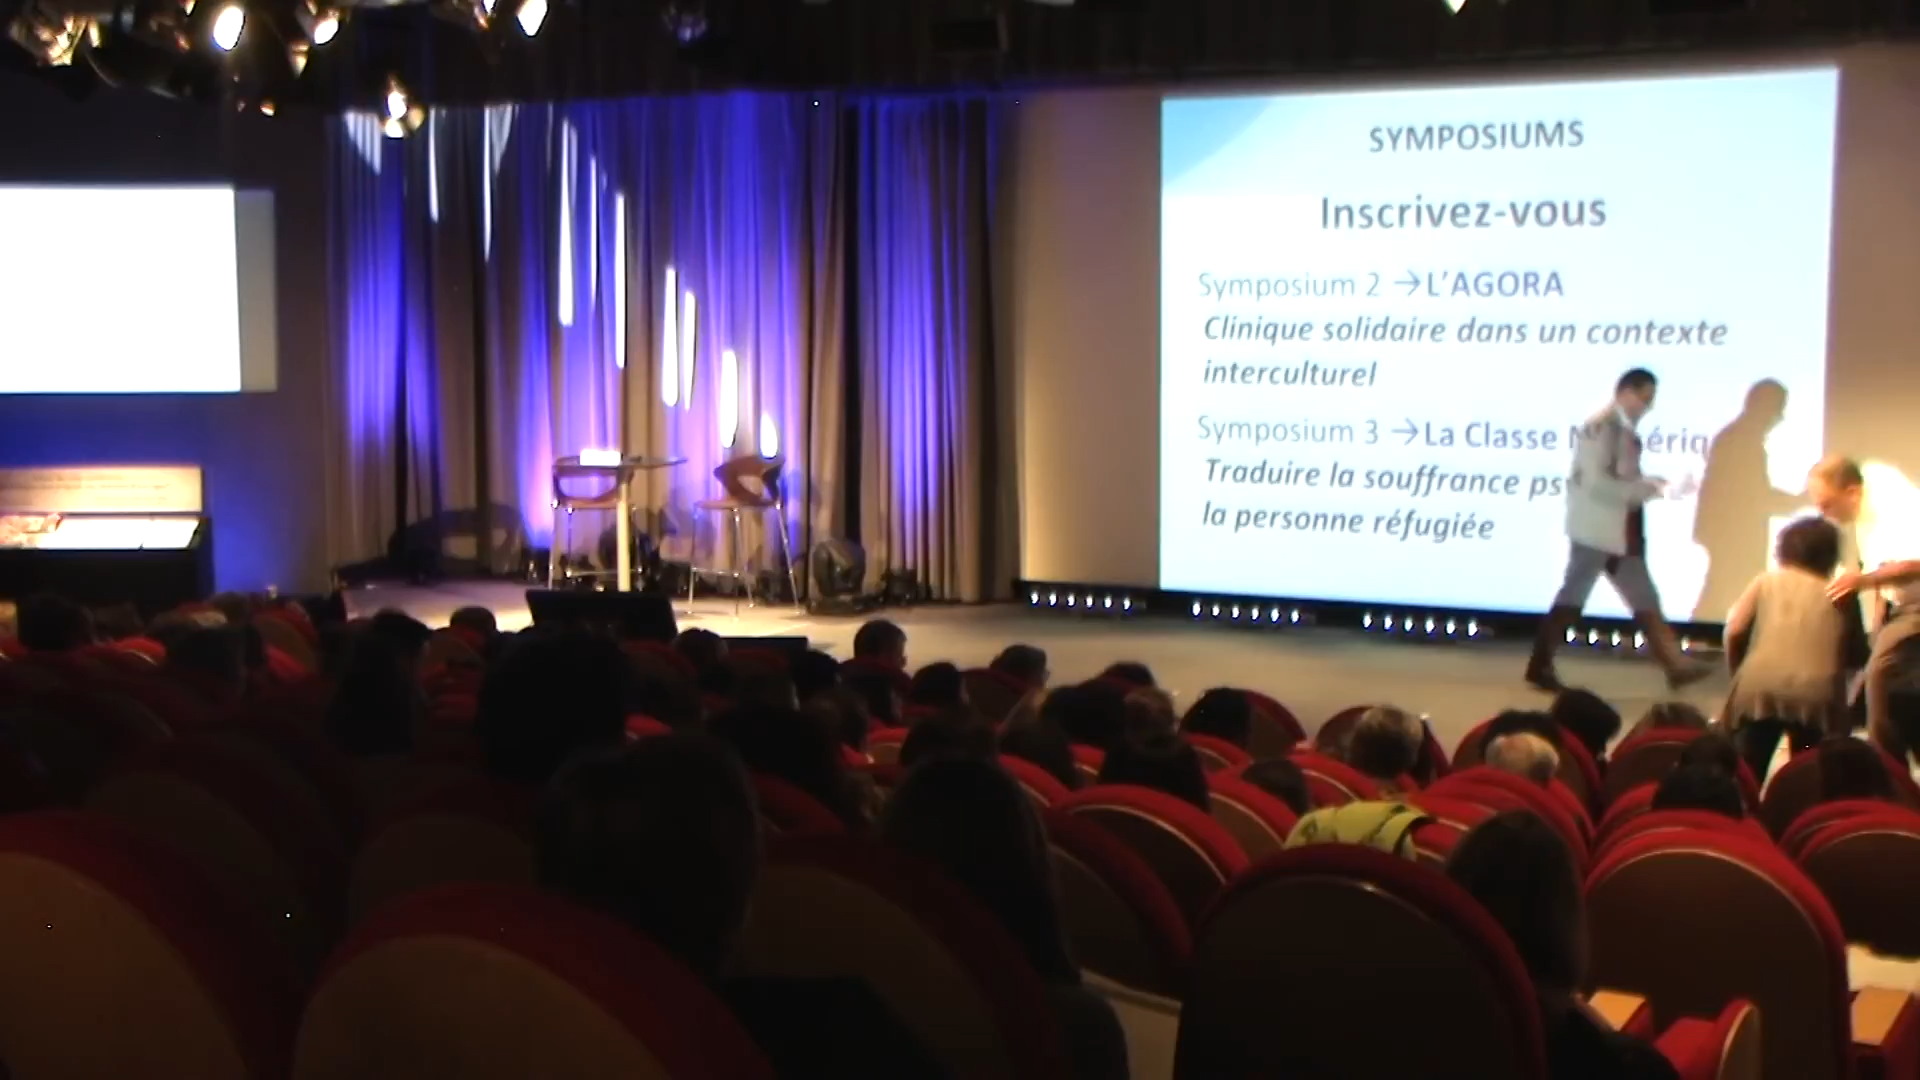 SYMPOSIUMS
Inscrivez-vous
Symposium 2 →L’AGORA
Clinique solidaire dans un contexte
interculturel
Symposium 3 →La Classe
Traduire la souffrance
la personne réfugiée